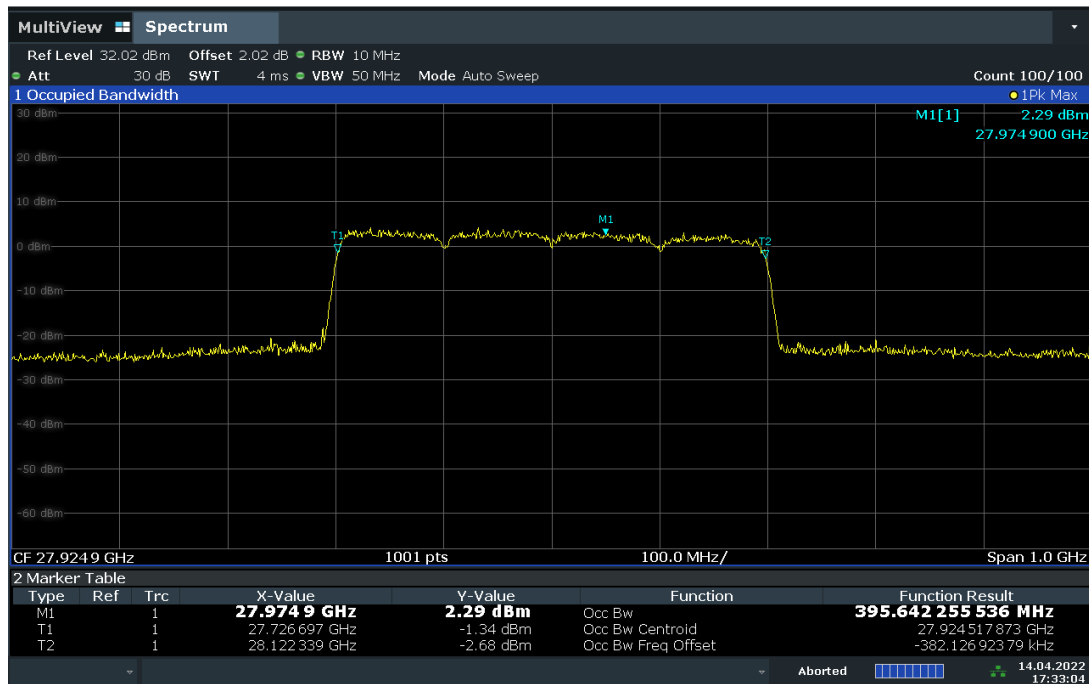 MultiView Spectrum
Ref Level 32.02 dBm Offset 2.02 dB RBW 10 MHz
Att 30 dB SWT 4 ms VBW 50 MHz Mode Auto Sweep Count 100/100
1 Occupied Bandwidth 1Pk Max
30 dBm M1[1] 2.29 dBm
27.974 900 GHz
20 dBm
10 dBm
M1
T1
T2
0 dBm
-10 dBm
-20 dBm
-30 dBm
-40 dBm
-50 dBm
-60 dBm
CF 27.9249 GHz 1001 pts 100.0 MHz/ Span 1.0 GHz
2 Marker Table
Type Ref Trc X-Value Y-Value Function Function Result
M1 1 27.974 9 GHz 2.29 dBm Occ Bw 395.642 255 536 MHz
T1 1 27.726 697 GHz -1.34 dBm Occ Bw Centroid 27.924 517 873 GHz
T2 1 28.122 339 GHz -2.68 dBm Occ Bw Freq Offset -382.126 923 79 kHz
Aborted 14.04.2022
17:33:04